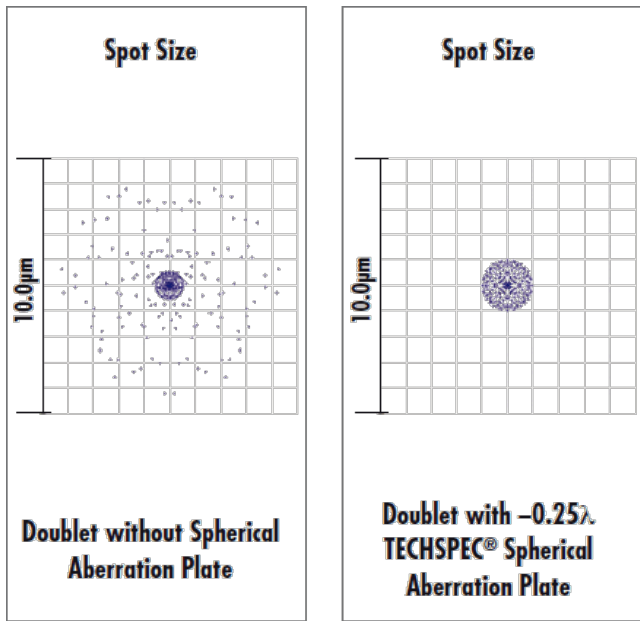 Spot Size
10.0µm
Doublet without Spherical
Aberration Plate
Spot Size
10.0µm
Doublet with –0.25λ
TECHSPEC® Spherical
Aberration Plate